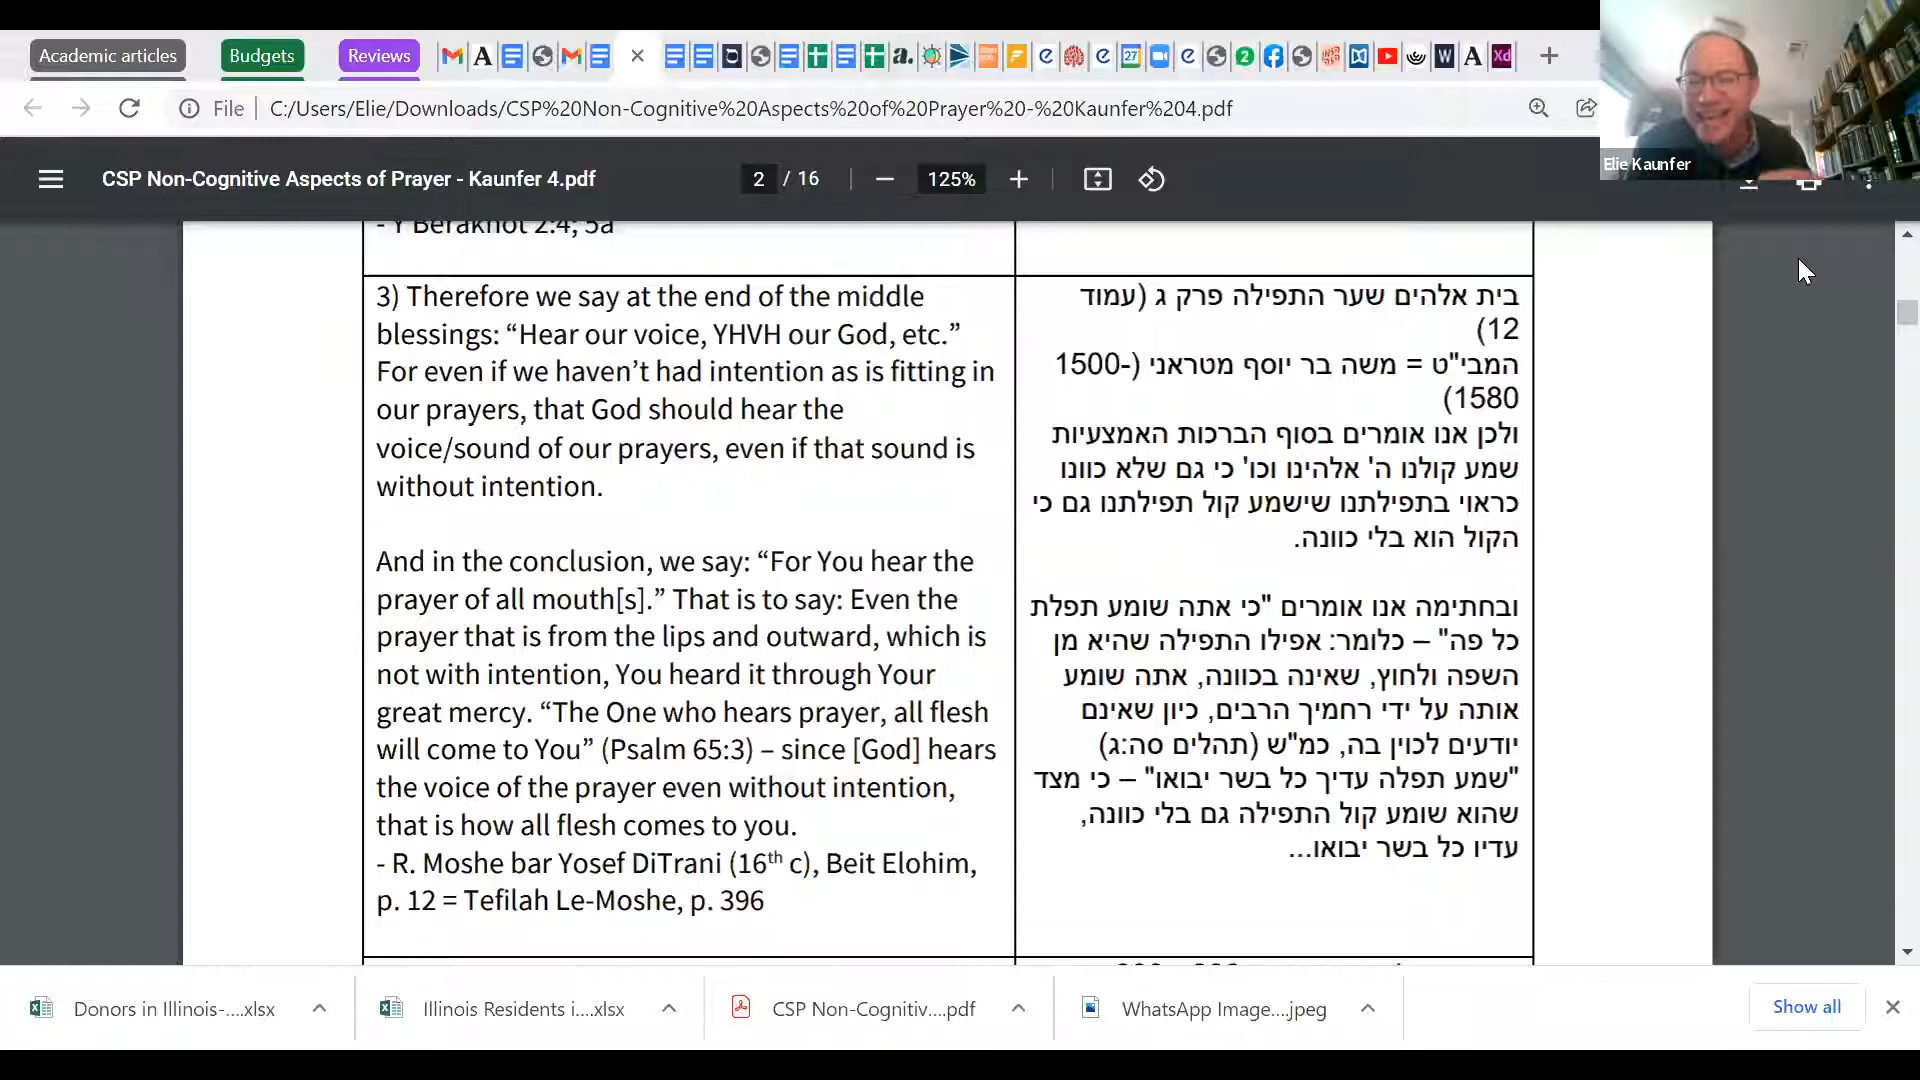 Academic articles
Budgets
Reviews
File
C:/Users/Elie/Downloads/CSP%20Non-Cognitive%20Aspects%20of%20Prayer%20-%20Kaunfer%204.pdf
Elie Kaunfer
CSP Non-Cognitive Aspects of Prayer - Kaunfer 4.pdf
2 / 16
125%
- Y Berakhot 2:4; 5a
3) Therefore we say at the end of the middle
blessings: “Hear our voice, YHVH our God, etc.”
For even if we haven’t had intention as is fitting in
our prayers, that God should hear the
voice/sound of our prayers, even if that sound is
without intention.
And in the conclusion, we say: “For You hear the
prayer of all mouth[s].” That is to say: Even the
prayer that is from the lips and outward, which is
not with intention, You heard it through Your
great mercy. “The One who hears prayer, all flesh
will come to You” (Psalm 65:3) – since [God] hears
the voice of the prayer even without intention,
that is how all flesh comes to you.
- R. Moshe bar Yosef DiTrani (16th c), Beit Elohim,
p. 12 = Tefilah Le-Moshe, p. 396
בית אלהים שער התפילה פרק ג (עמוד
12)
המבי"ט = משה בר יוסף מטראני (1500-
1580)
ולכן אנו אומרים בסוף הברכות האמצעיות
שמע קולנו ה' אלהינו וכו' כי גם שלא כוונו
כראוי בתפילתנו שישמע קול תפילתנו גם כי
הקול הוא בלי כוונה.
ובחתימה אנו אומרים "כי אתה שומע תפלת
כל פה" – כלומר: אפילו התפילה שהיא מן
השפה ולחוץ, שאינה בכוונה, אתה שומע
אותה על ידי רחמיך הרבים, כיון שאינם
יודעים לכוין בה, כמ"ש (תהלים סה:ג)
"שמע תפלה עדיך כל בשר יבואו" – כי מצד
שהוא שומע קול התפילה גם בלי כוונה,
עדיו כל בשר יבואו...
Donors in Illinois-....xlsx
Illinois Residents i....xlsx
CSP Non-Cognitiv....pdf
WhatsApp Image....jpeg
Show all